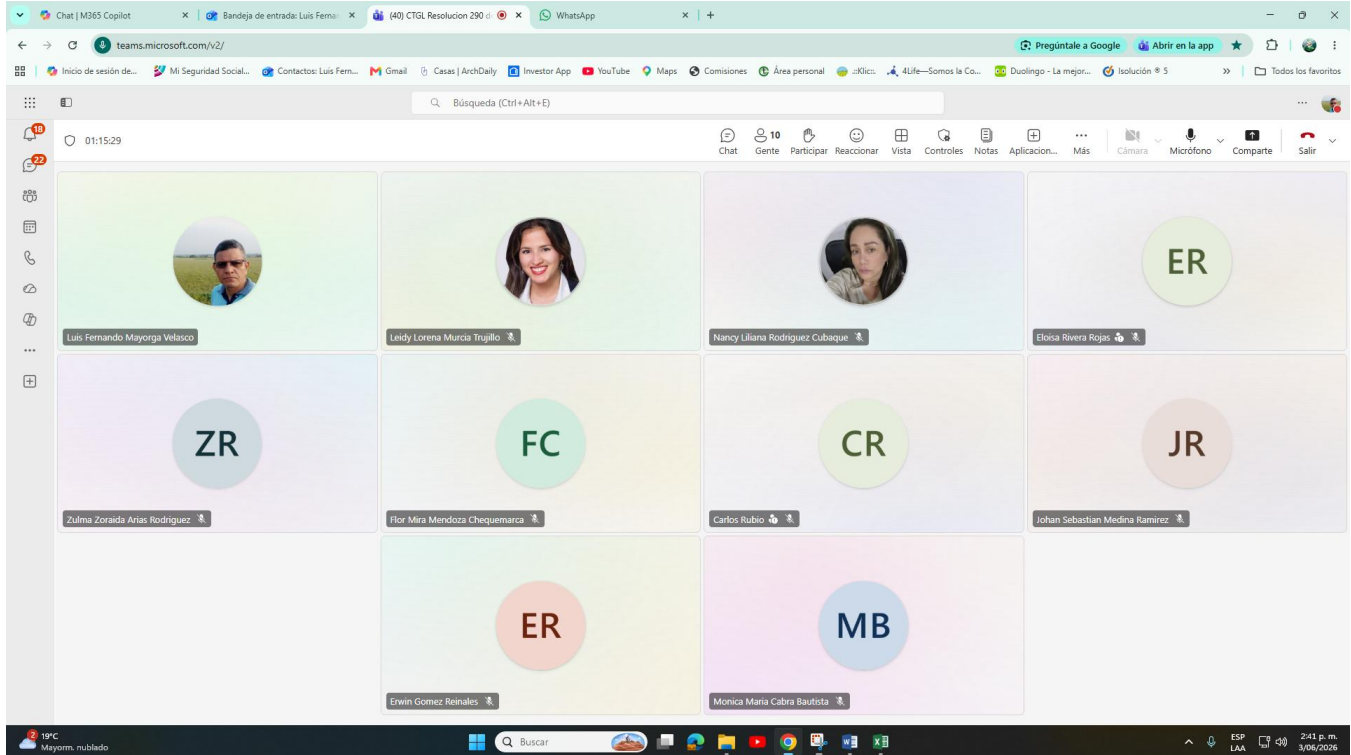 Chat | M365 Copilot
Bandeja de entrada: Luis Fernan
(40) CTGL Resolucion 290 d
WhatsApp
teams.microsoft.com/v2/
Pregúntale a Google
Abrir en la app
Inicio de sesión de...
Mi Seguridad Social...
Contactos: Luis Fern...
Gmail
Casas | ArchDaily
Investor App
YouTube
Maps
Comisiones
Área personal
..:Klic:..
4Life—Somos la Co...
Duolingo - La mejor...
Isolución ® 5
Todos los favoritos
Búsqueda (Ctrl+Alt+E)
18
22
01:15:29
10
Chat
Gente
Participar
Reaccionar
Vista
Controles
Notas
Aplicacion...
Más
Cámara
Micrófono
Comparte
Salir
Luis Fernando Mayorga Velasco
Leidy Lorena Murcia Trujillo
Nancy Liliana Rodriguez Cubaque
ER
Eloisa Rivera Rojas
ZR
Zulma Zoraida Arias Rodriguez
FC
Flor Mira Mendoza Chequemarca
CR
Carlos Rubio
JR
Johan Sebastian Medina Ramirez
ER
Erwin Gomez Reinales
MB
Monica Maria Cabra Bautista
2
19°C
Mayorm. nublado
Buscar
ESP
LAA
2:41 p. m.
3/06/2026